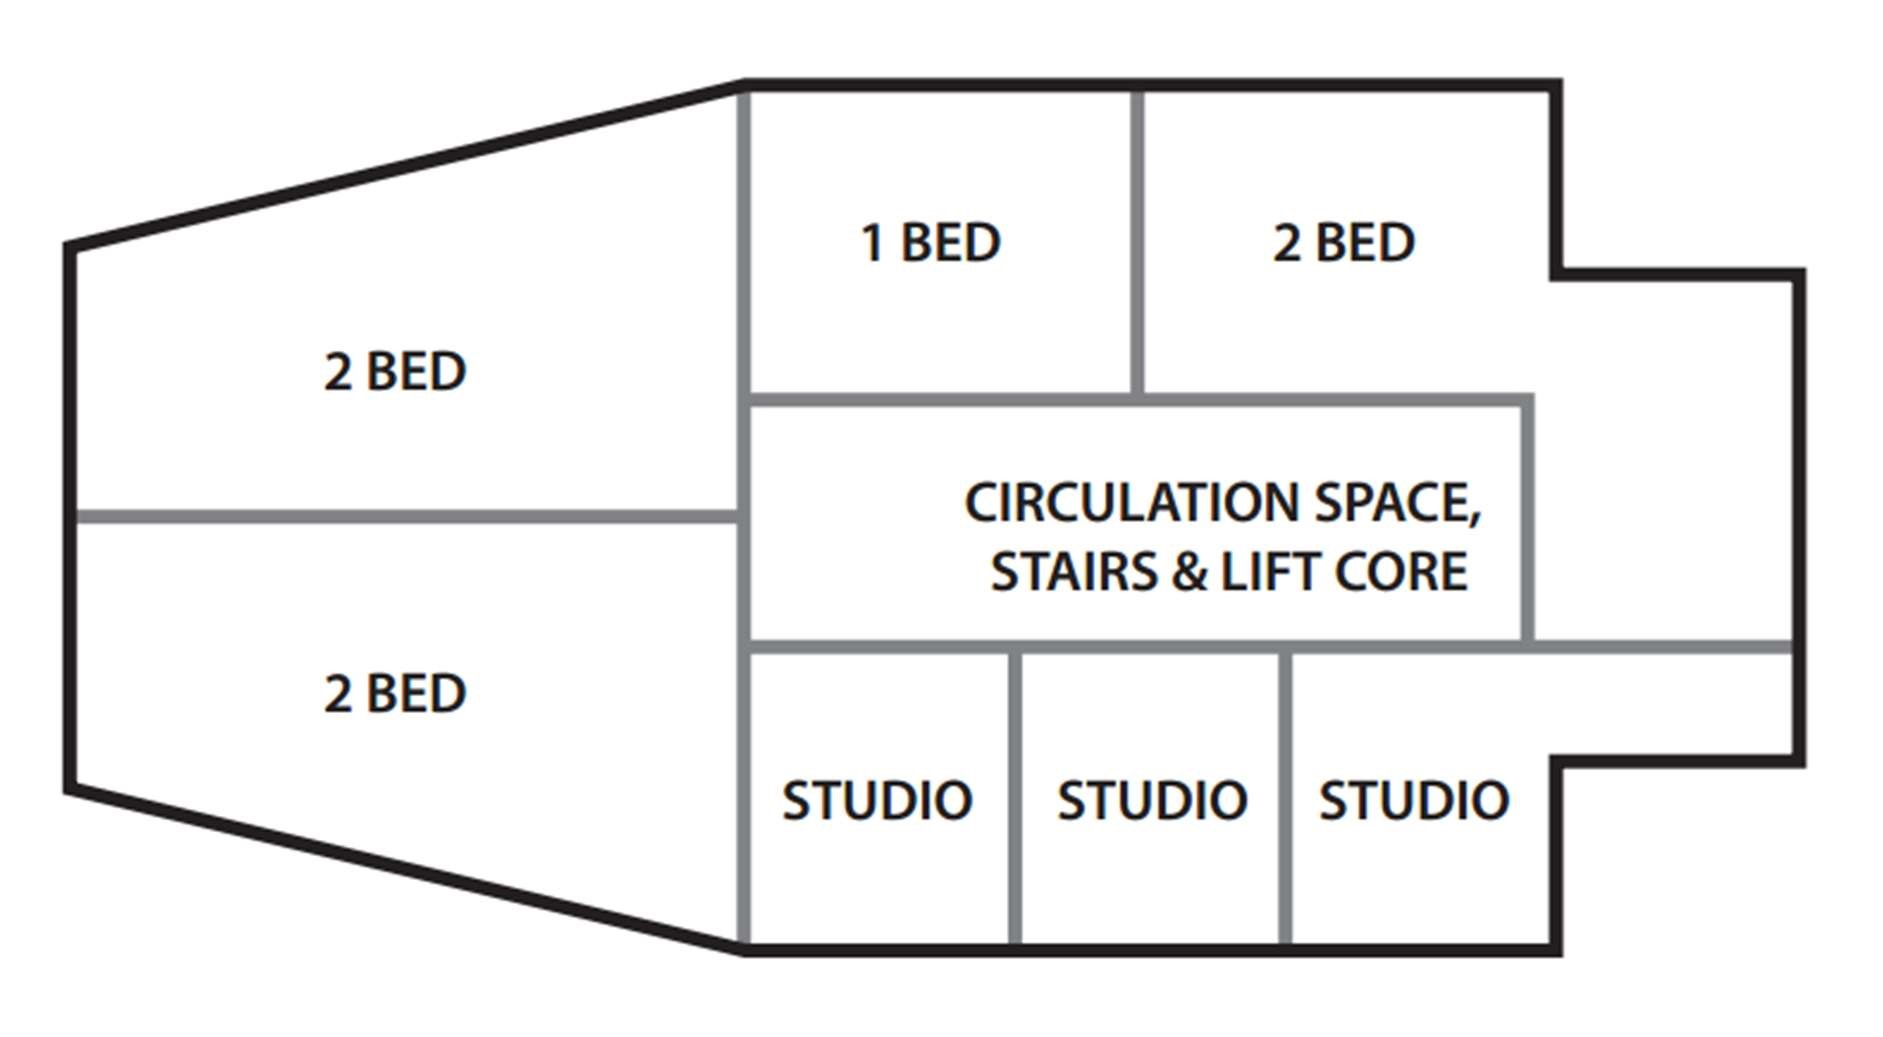 1 BED
2 BED
2 BED
CIRCULATION SPACE,
STAIRS & LIFT CORE
2 BED
STUDIO
STUDIO
STUDIO